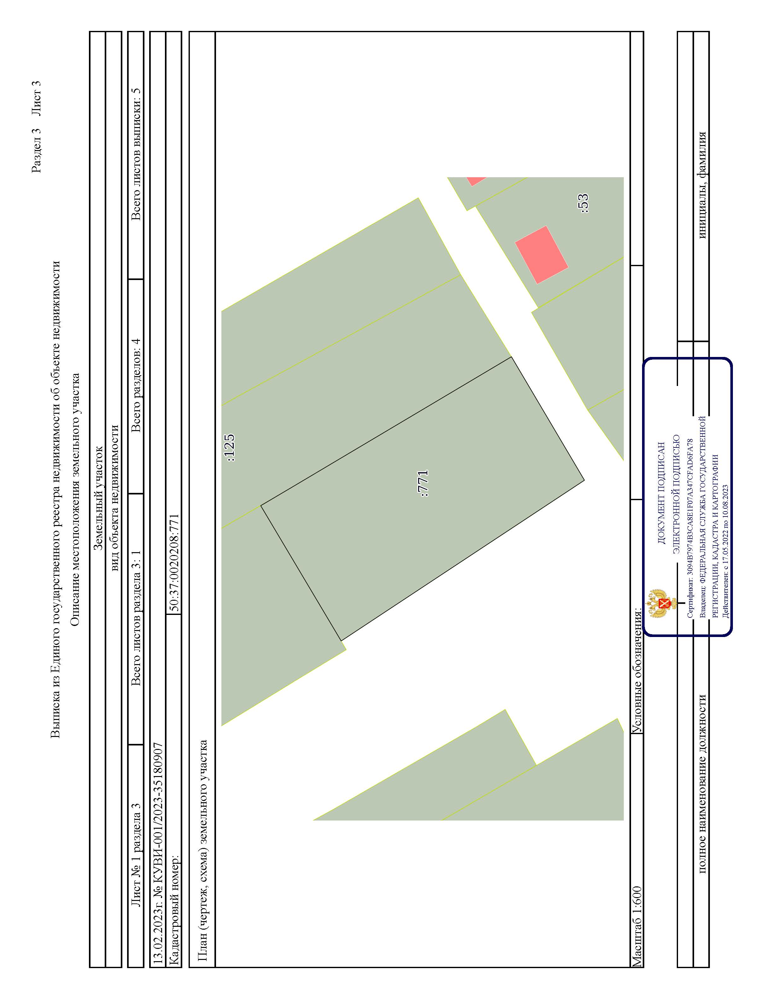 Раздел 3 Лист 3
Выписка из Единого государственного реестра недвижимости об объекте недвижимости
Описание местоположения земельного участка
Земельный участок
вид объекта недвижимости
Лист № 1 раздела 3 Всего листов раздела 3: 1 Всего разделов: 4 Всего листов выписки: 5
13.02.2023г. № КУВИ-001/2023-35180907
Кадастровый номер: 50:37:0020208:771
План (чертеж, схема) земельного участка
:125
:771
:53
Масштаб 1:600 Условные обозначения:
ДОКУМЕНТ ПОДПИСАН
ЭЛЕКТРОННОЙ ПОДПИСЬЮ
Сертификат: 3094B7974B3CA8E1F07A347CFAD6FA78
Владелец: ФЕДЕРАЛЬНАЯ СЛУЖБА ГОСУДАРСТВЕННОЙ
РЕГИСТРАЦИИ, КАДАСТРА И КАРТОГРАФИИ
Действителен: с 17.05.2022 по 10.08.2023
полное наименование должности инициалы, фамилия